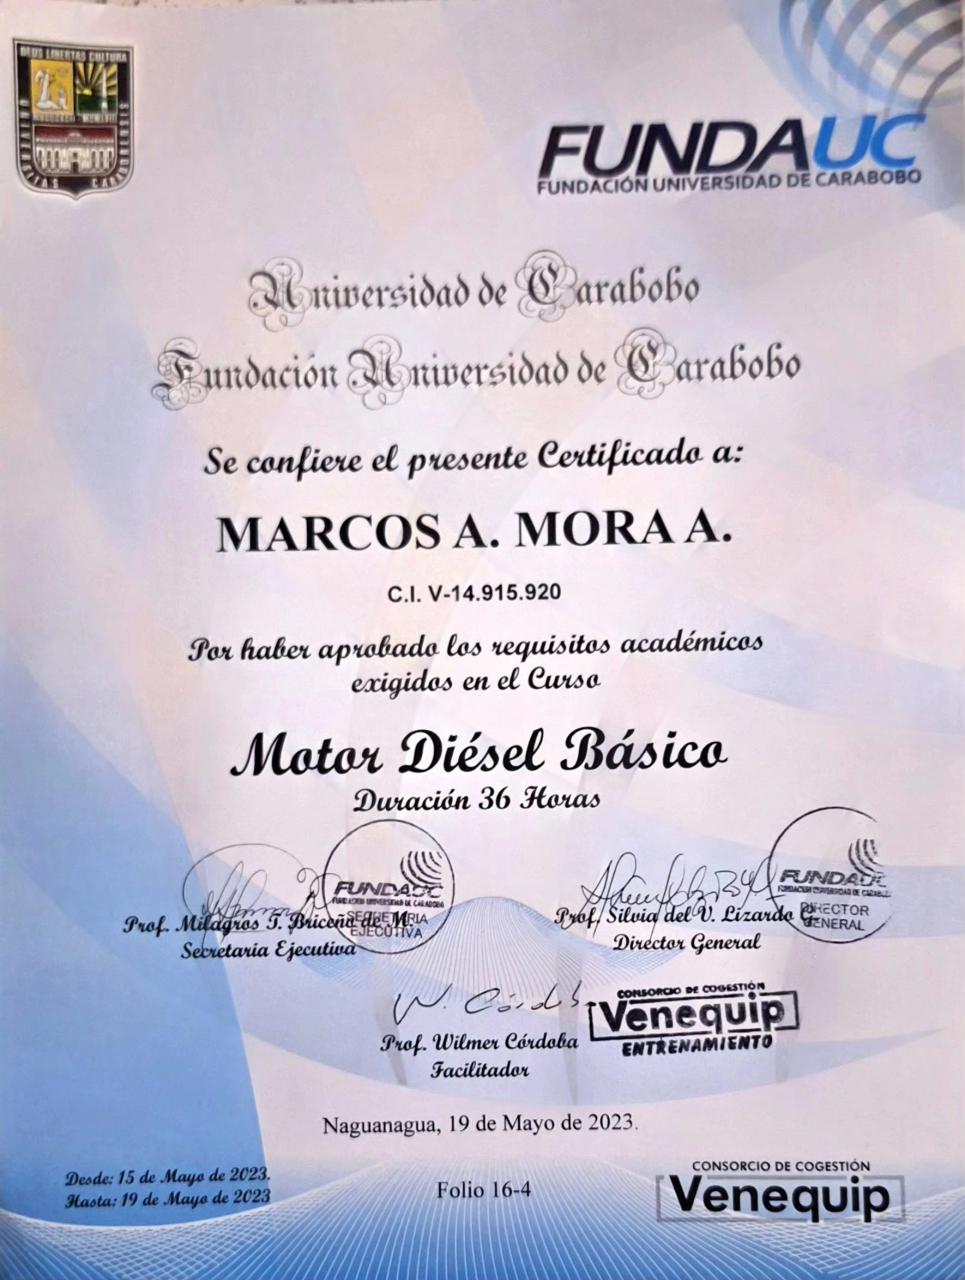 DEUS LIBERTAS CULTURA
FUNDAUC
FUNDACIÓN UNIVERSIDAD DE CARABOBO
Universidad de Carabobo
Fundación Universidad de Carabobo
Se confiere el presente Certificado a:
MARCOS A. MORA A.
C.I. V-14.915.920
Por haber aprobado los requisitos académicos
exigidos en el Curso
Motor Diésel Básico
Duración 36 Horas
FUNDAUC
FUNDACIÓN UNIVERSIDAD DE CARABOBO
SECRETARIA
EJECUTIVA
Prof. Milagros T. Briceño de M.
Secretaria Ejecutiva
FUNDAUC
FUNDACIÓN UNIVERSIDAD DE CARABOBO
DIRECTOR
GENERAL
Prof. Silvia del V. Lizardo G.
Director General
W. Córdoba
Prof. Wilmer Córdoba
Facilitador
CONSORCIO DE COGESTIÓN
Venequip
ENTRENAMIENTO
Naguanagua, 19 de Mayo de 2023.
Desde: 15 de Mayo de 2023.
Hasta: 19 de Mayo de 2023
Folio 16-4
CONSORCIO DE COGESTIÓN
Venequip